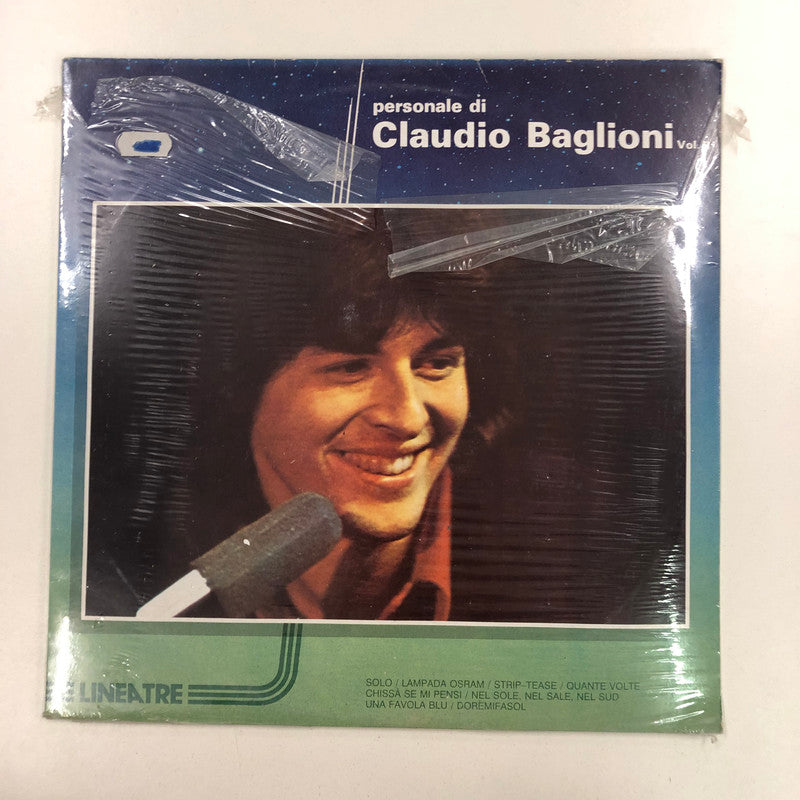 personale di
Claudio Baglioni Vol.
SOLO / LAMPADA OSRAM / STRIP-TEASE / QUANTE VOLTE
CHISSÀ SE MI PENSI / NEL SOLE, NEL SALE, NEL SUD
UNA FAVOLA BLU / DOREMIFASOL
LINEATRE